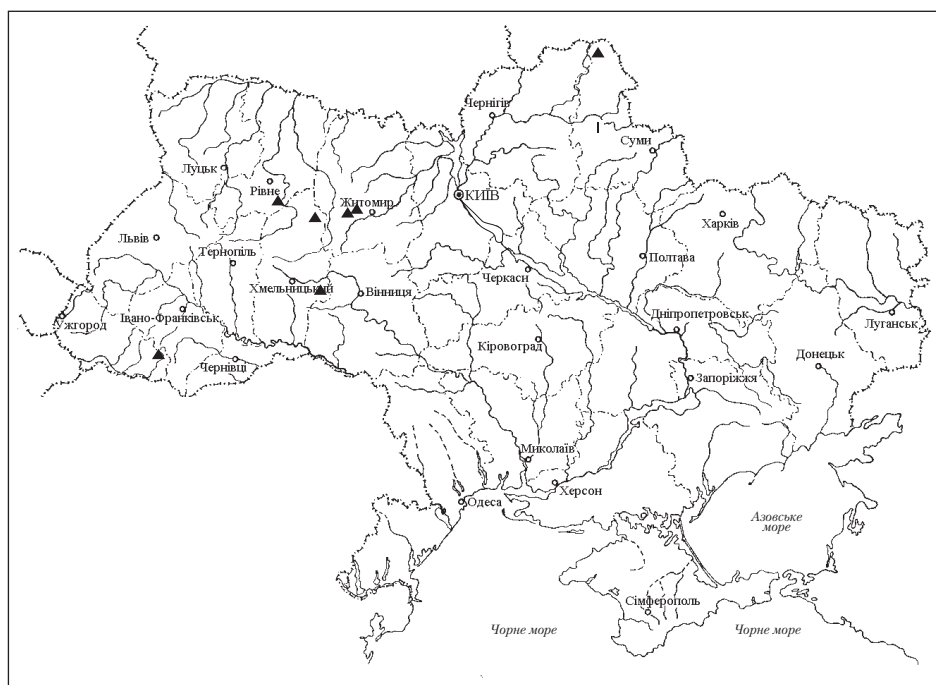 Чернігів
Суми
Луцьк
Рівне
Житомир
КИЇВ
Харків
Львів
Тернопіль
Полтава
Черкаси
Хмельницький
Вінниця
Ужгород
Івано-Франківськ
Дніпропетровськ
Луганськ
Кіровоград
Донецьк
Чернівці
Запоріжжя
Миколаїв
Херсон
Одеса
Азовське
море
Сімферополь
Чорне море
Чорне море